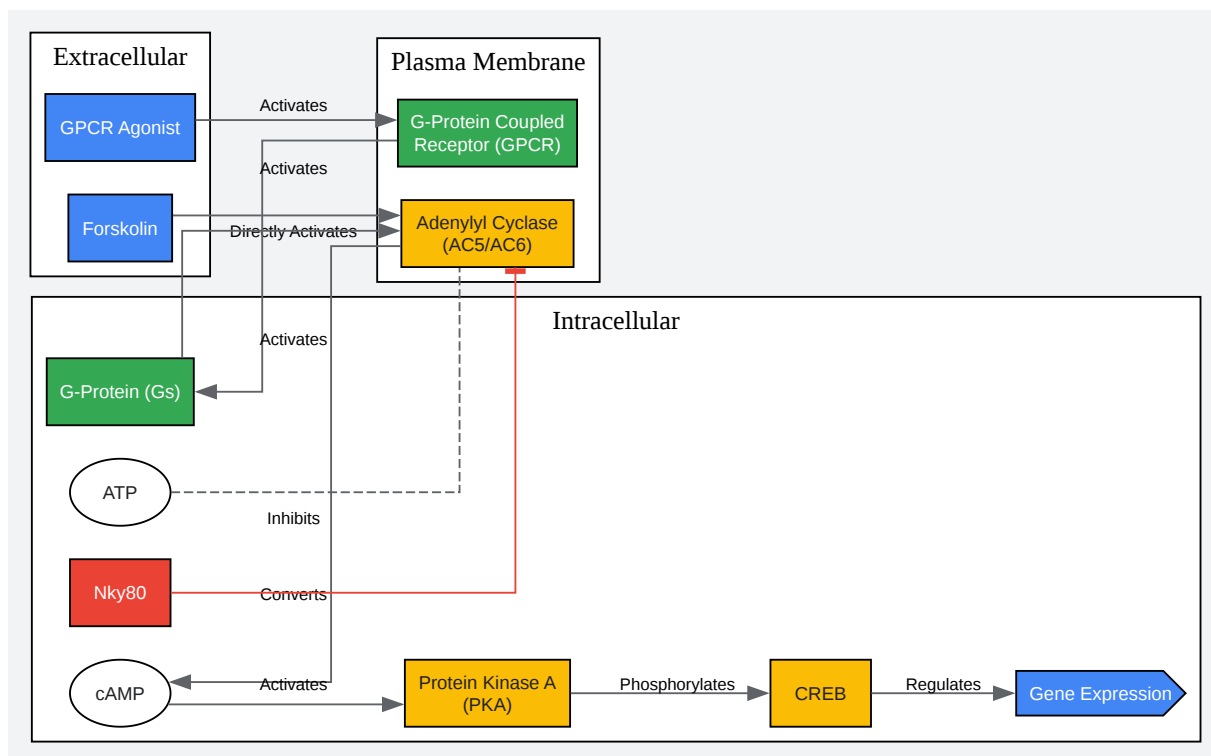 Extracellular
Plasma Membrane
GPCR Agonist
Activates
G-Protein Coupled
Receptor (GPCR)
Activates
Forskolin
Directly Activates
Adenylyl Cyclase
(AC5/AC6)
Intracellular
Activates
G-Protein (Gs)
ATP
Inhibits
Nky80
Converts
cAMP
Activates
Protein Kinase A
(PKA)
Phosphorylates
CREB
Regulates
Gene Expression